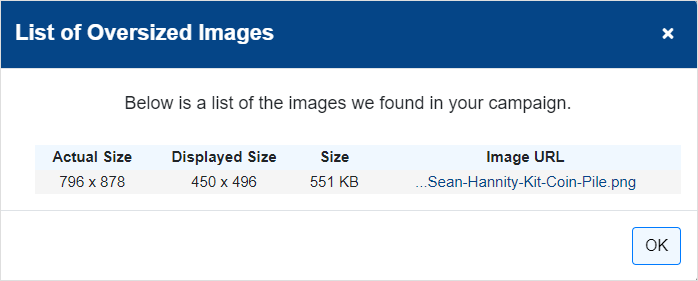 List of Oversized Images ×
Below is a list of the images we found in your campaign.
Actual Size Displayed Size Size Image URL
796 x 878 450 x 496 551 KB ...Sean-Hannity-Kit-Coin-Pile.png
OK